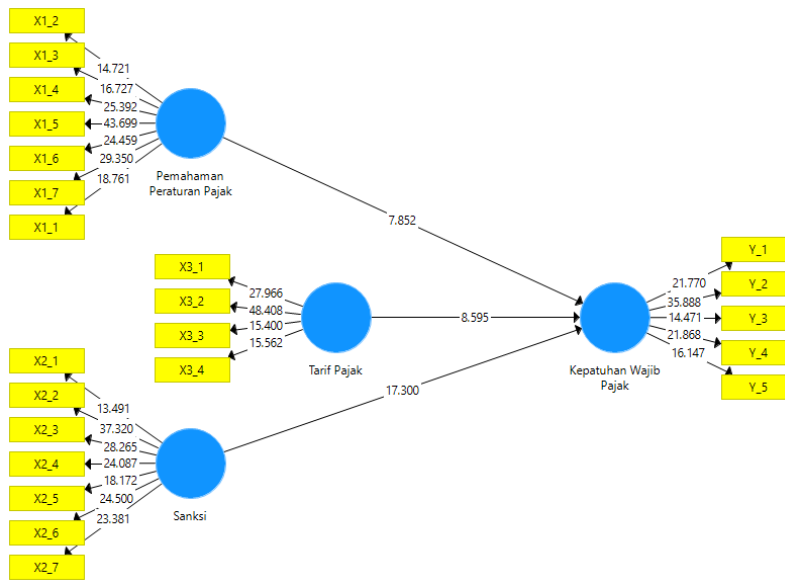 X1_2
X1_3
X1_4
X1_5
X1_6
X1_7
X1_1
14.721
16.727
25.392
43.699
24.459
29.350
18.761
Pemahaman
Peraturan Pajak
7.852
X3_1
X3_2
X3_3
X3_4
27.966
48.408
15.400
15.562
Tarif Pajak
8.595
X2_1
X2_2
X2_3
X2_4
X2_5
X2_6
X2_7
13.491
37.320
28.265
24.087
18.172
24.500
23.381
Sanksi
17.300
Kepatuhan Wajib
Pajak
21.770
35.888
14.471
21.868
16.147
Y_1
Y_2
Y_3
Y_4
Y_5